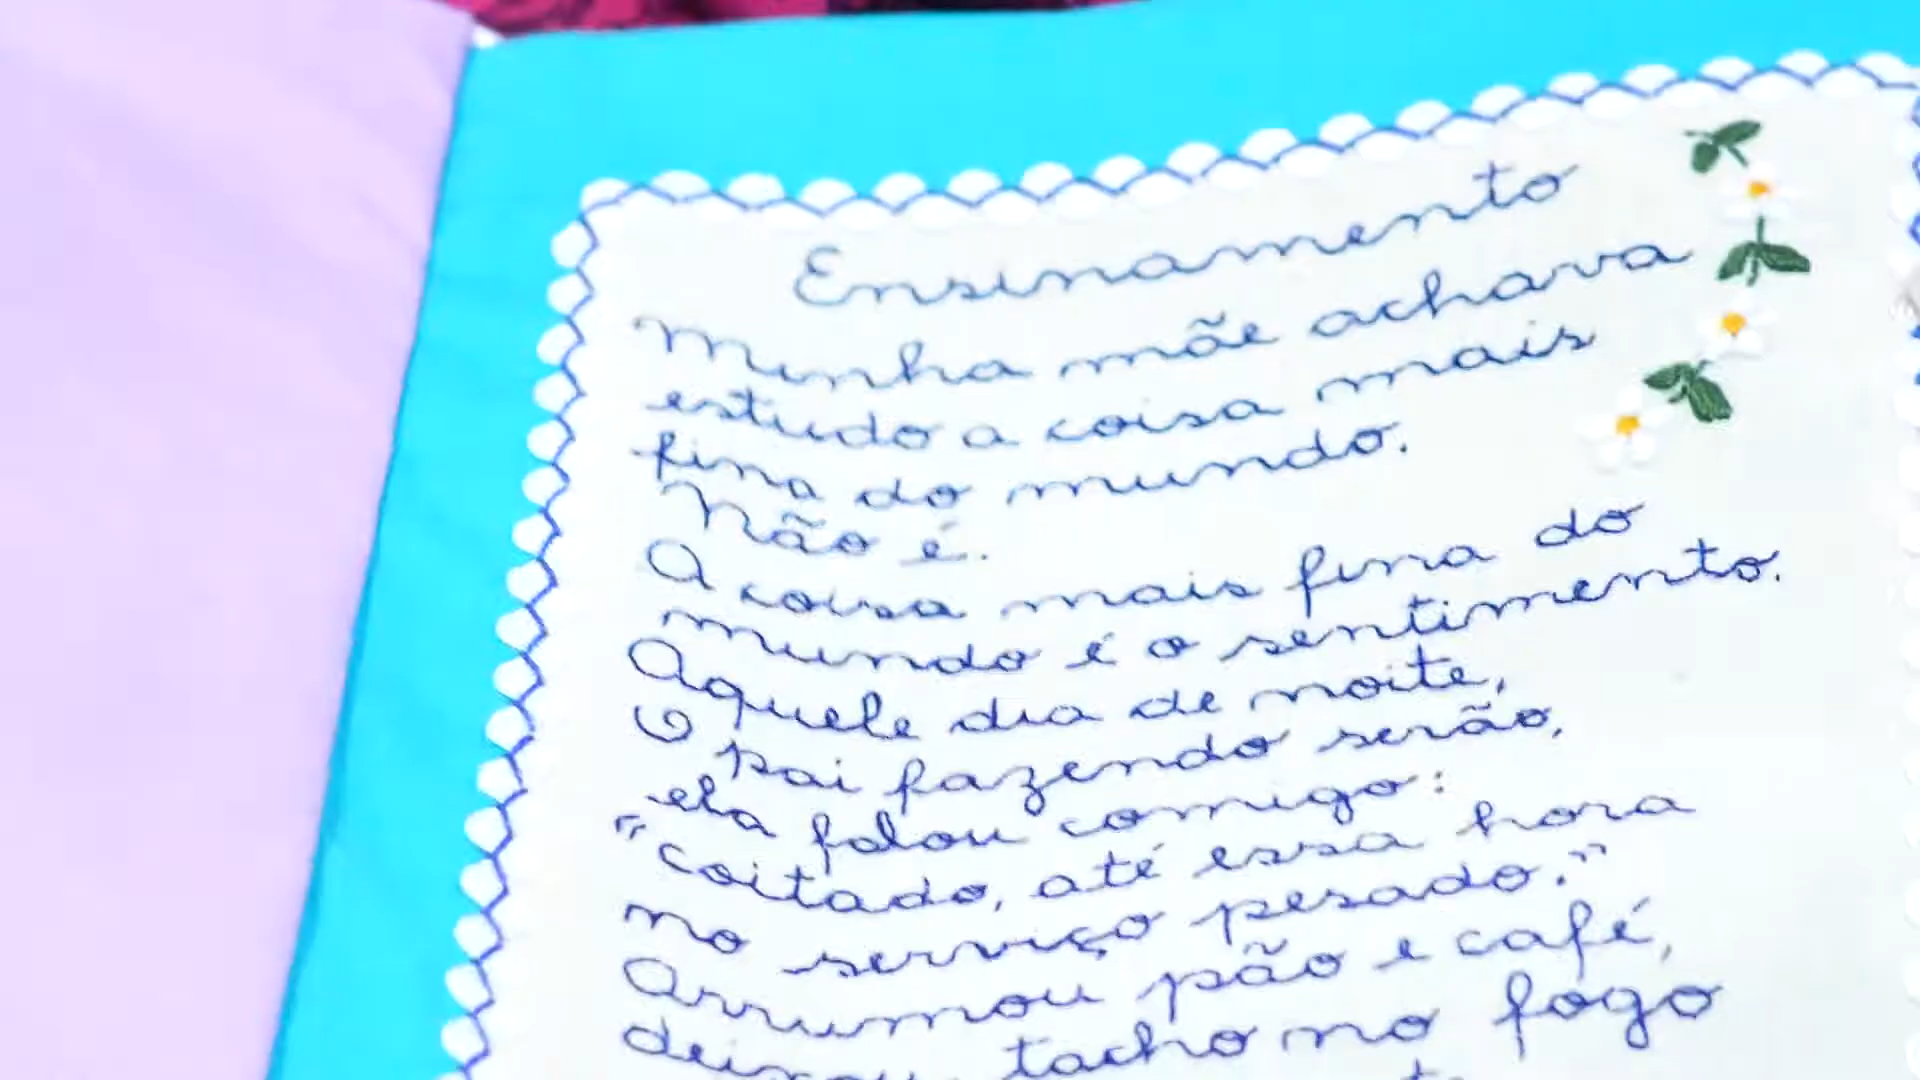 Ensinamento
Minha mãe achava
estudo a coisa mais
fina do mundo.
Não é.
A coisa mais fina do
mundo é o sentimento.
Aquele dia de noite,
O pai fazendo serão,
ela falou comigo:
"coitado, até essa hora
no serviço pesado."
Arrumou pão e café,
deixou tacho no fogo